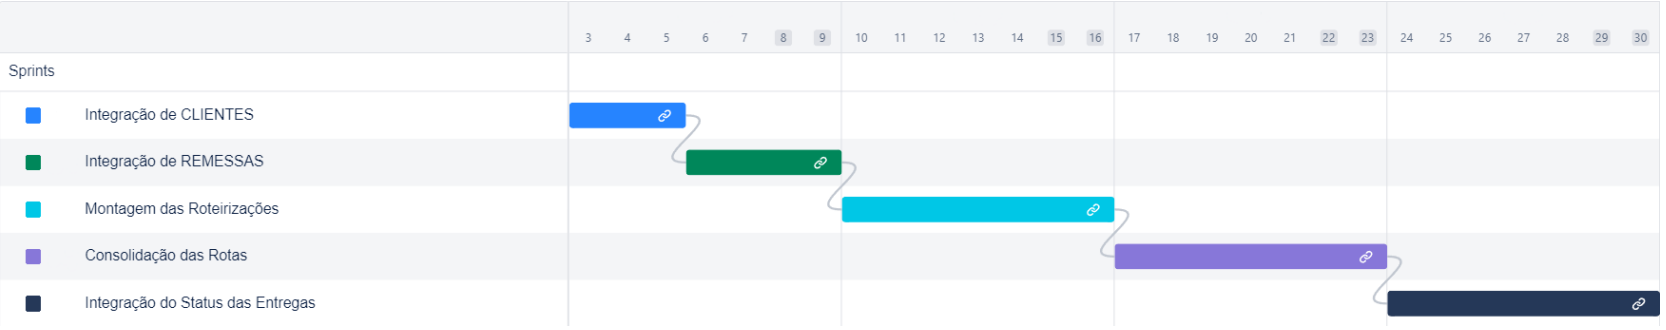 3 4 5 6 7 8 9 10 11 12 13 14 15 16 17 18 19 20 21 22 23 24 25 26 27 28 29 30
Sprints
Integração de CLIENTES
Integração de REMESSAS
Montagem das Roteirizações
Consolidação das Rotas
Integração do Status das Entregas